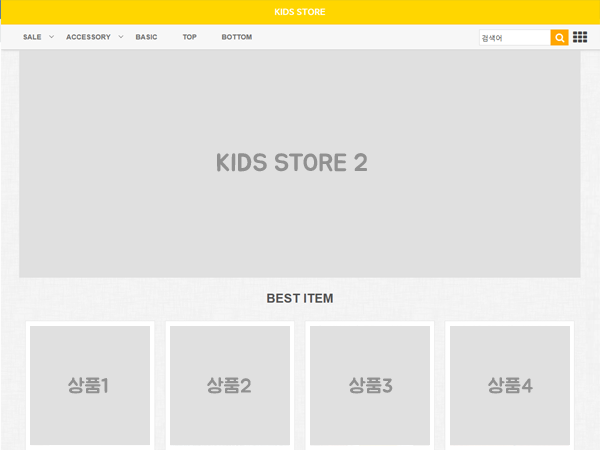 KIDS STORE
SALE ACCESSORY BASIC TOP BOTTOM 검색어
KIDS STORE 2
BEST ITEM
상품1 상품2 상품3 상품4